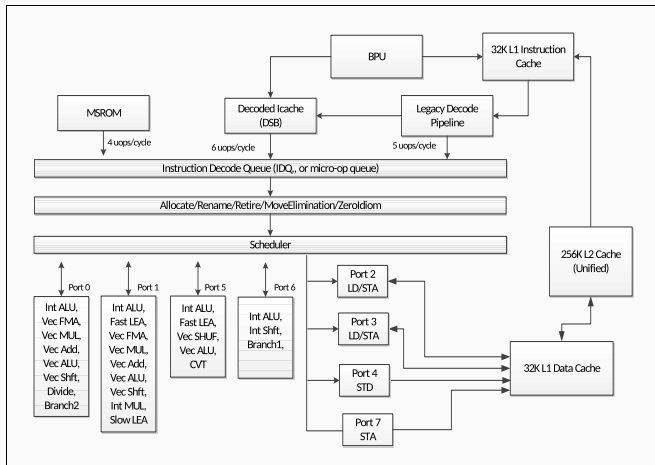 BPU
32K L1 Instruction
Cache
MSROM
Decoded Icache
(DSB)
Legacy Decode
Pipeline
4 uops/cycle
6 uops/cycle
5 uops/cycle
Instruction Decode Queue (IDQ,, or micro-op queue)
Allocate/Rename/Retire/MoveElimination/ZeroIdiom
Scheduler
256K L2 Cache
(Unified)
Port 0
Int ALU,
Vec FMA,
Vec MUL,
Vec Add,
Vec ALU,
Vec Shft,
Divide,
Branch2
Port 1
Int ALU,
Fast LEA,
Vec FMA,
Vec MUL,
Vec Add,
Vec ALU,
Vec Shft,
Int MUL,
Slow LEA
Port 5
Int ALU,
Fast LEA,
Vec SHUF,
Vec ALU,
CVT
Port 6
Int ALU,
Int Shft,
Branch1,
Port 2
LD/STA
Port 3
LD/STA
Port 4
STD
Port 7
STA
32K L1 Data Cache